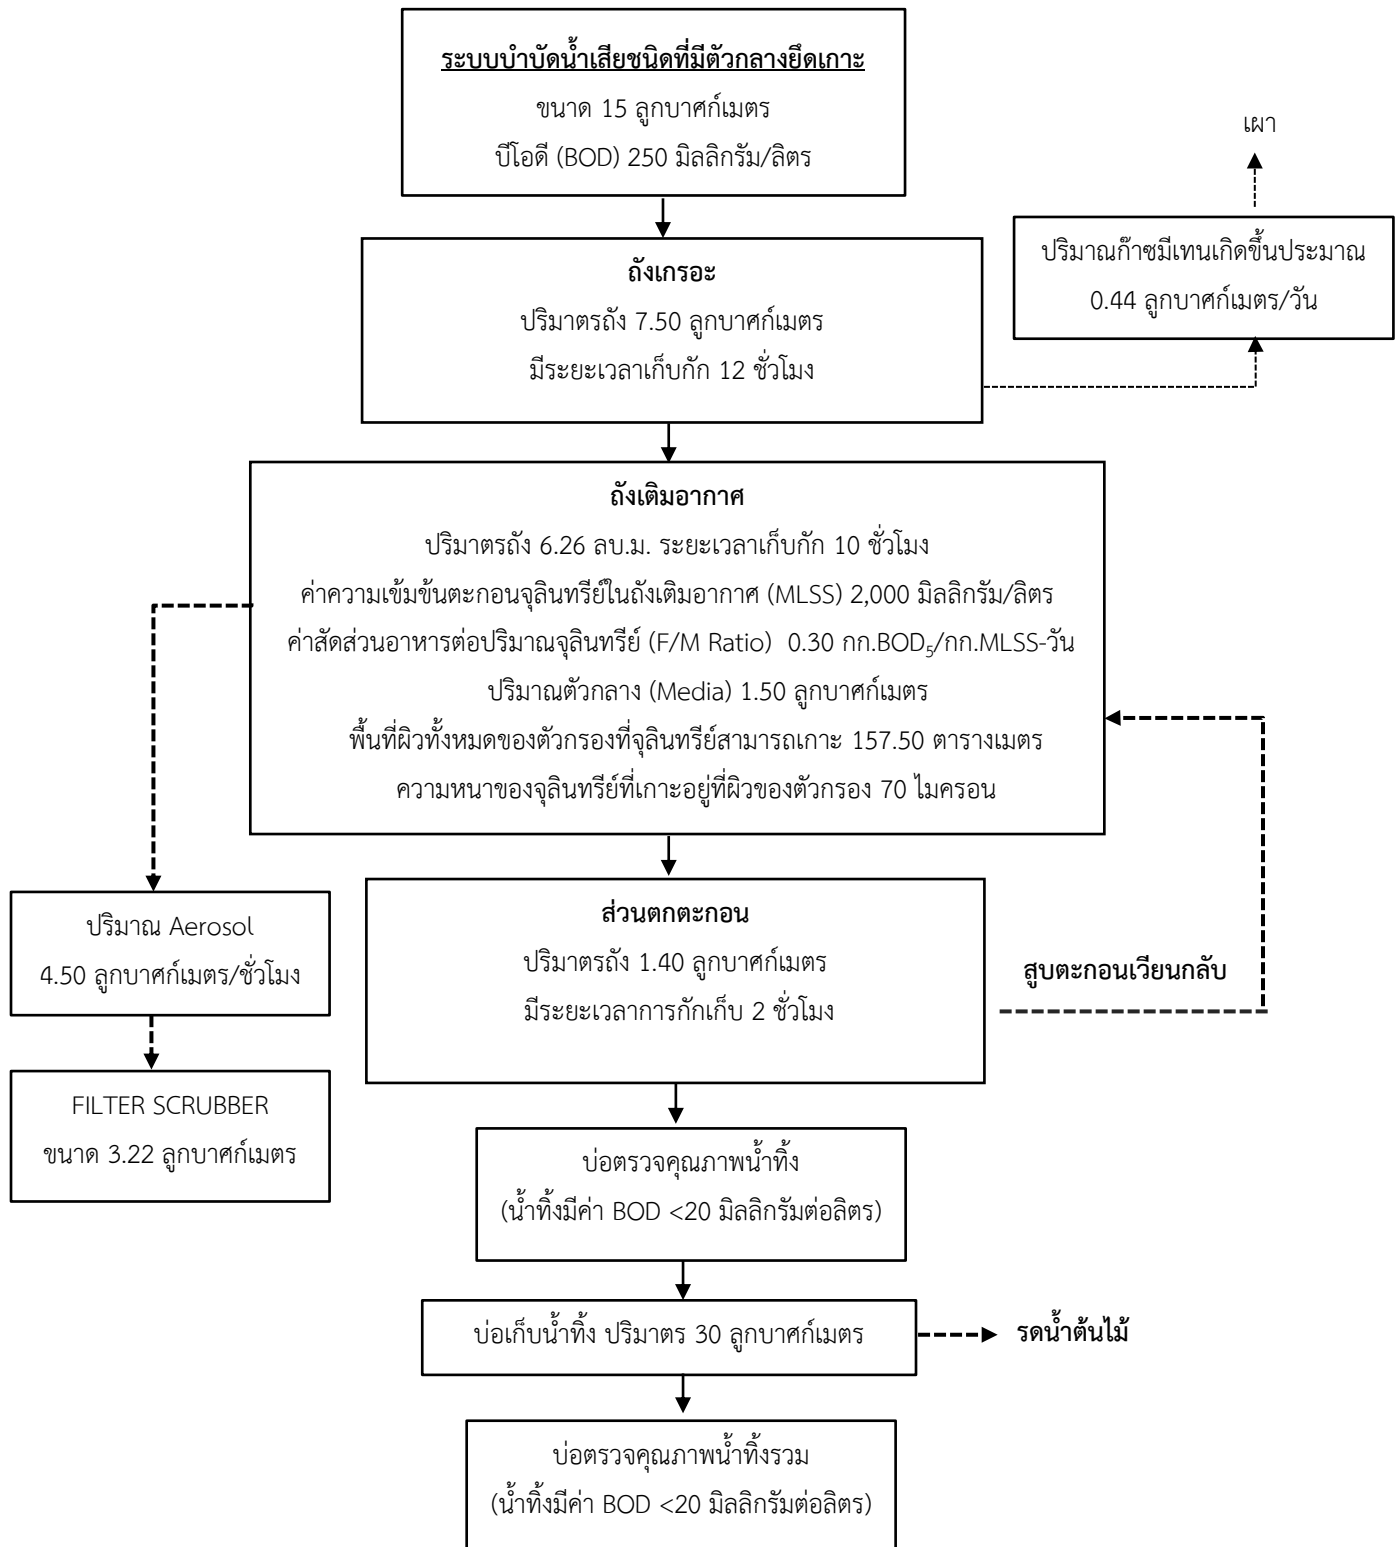 ระบบบำบัดน้ำเสียชนิดที่มีตัวกลางยึดเกาะ
ขนาด 15 ลูกบาศก์เมตร
บีโอดี (BOD) 250 มิลลิกรัม/ลิตร
เผา
ปริมาณก๊าซมีเทนเกิดขึ้นประมาณ
0.44 ลูกบาศก์เมตร/วัน
ถังเกรอะ
ปริมาตรถัง 7.50 ลูกบาศก์เมตร
มีระยะเวลาเก็บกัก 12 ชั่วโมง
ถังเติมอากาศ
ปริมาตรถัง 6.26 ลบ.ม. ระยะเวลาเก็บกัก 10 ชั่วโมง
ค่าความเข้มข้นตะกอนจุลินทรีย์ในถังเติมอากาศ (MLSS) 2,000 มิลลิกรัม/ลิตร
ค่าสัดส่วนอาหารต่อปริมาณจุลินทรีย์ (F/M Ratio) 0.30 กก.BOD₅/กก.MLSS-วัน
ปริมาณตัวกลาง (Media) 1.50 ลูกบาศก์เมตร
พื้นที่ผิวทั้งหมดของตัวกรองที่จุลินทรีย์สามารถเกาะ 157.50 ตารางเมตร
ความหนาของจุลินทรีย์ที่เกาะอยู่ที่ผิวของตัวกรอง 70 ไมครอน
ปริมาณ Aerosol
4.50 ลูกบาศก์เมตร/ชั่วโมง
FILTER SCRUBBER
ขนาด 3.22 ลูกบาศก์เมตร
ส่วนตกตะกอน
ปริมาตรถัง 1.40 ลูกบาศก์เมตร
มีระยะเวลาการกักเก็บ 2 ชั่วโมง
สูบตะกอนเวียนกลับ
บ่อตรวจคุณภาพน้ำทิ้ง
(น้ำทิ้งมีค่า BOD <20 มิลลิกรัมต่อลิตร)
บ่อเก็บน้ำทิ้ง ปริมาตร 30 ลูกบาศก์เมตร
รดน้ำต้นไม้
บ่อตรวจคุณภาพน้ำทิ้งรวม
(น้ำทิ้งมีค่า BOD <20 มิลลิกรัมต่อลิตร)